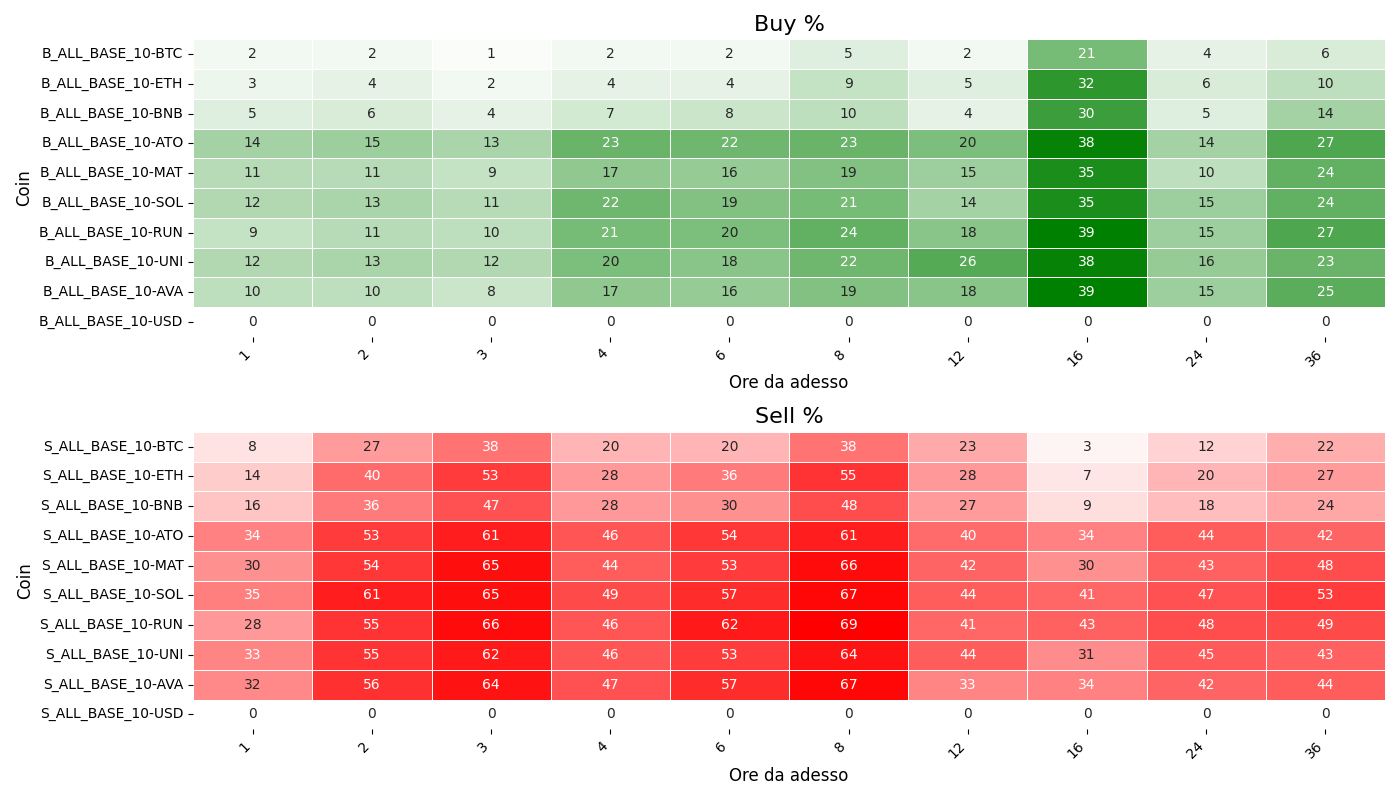 Buy %
Coin
B_ALL_BASE_10-BTC 2 2 1 2 2 5 2 21 4 6
B_ALL_BASE_10-ETH 3 4 2 4 4 9 5 32 6 10
B_ALL_BASE_10-BNB 5 6 4 7 8 10 4 30 5 14
B_ALL_BASE_10-ATO 14 15 13 23 22 23 20 38 14 27
B_ALL_BASE_10-MAT 11 11 9 17 16 19 15 35 10 24
B_ALL_BASE_10-SOL 12 13 11 22 19 21 14 35 15 24
B_ALL_BASE_10-RUN 9 11 10 21 20 24 18 39 15 27
B_ALL_BASE_10-UNI 12 13 12 20 18 22 26 38 16 23
B_ALL_BASE_10-AVA 10 10 8 17 16 19 18 39 15 25
B_ALL_BASE_10-USD 0 0 0 0 0 0 0 0 0 0
1 2 3 4 6 8 12 16 24 36
Ore da adesso
Sell %
Coin
S_ALL_BASE_10-BTC 8 27 38 20 20 38 23 3 12 22
S_ALL_BASE_10-ETH 14 40 53 28 36 55 28 7 20 27
S_ALL_BASE_10-BNB 16 36 47 28 30 48 27 9 18 24
S_ALL_BASE_10-ATO 34 53 61 46 54 61 40 34 44 42
S_ALL_BASE_10-MAT 30 54 65 44 53 66 42 30 43 48
S_ALL_BASE_10-SOL 35 61 65 49 57 67 44 41 47 53
S_ALL_BASE_10-RUN 28 55 66 46 62 69 41 43 48 49
S_ALL_BASE_10-UNI 33 55 62 46 53 64 44 31 45 43
S_ALL_BASE_10-AVA 32 56 64 47 57 67 33 34 42 44
S_ALL_BASE_10-USD 0 0 0 0 0 0 0 0 0 0
1 2 3 4 6 8 12 16 24 36
Ore da adesso